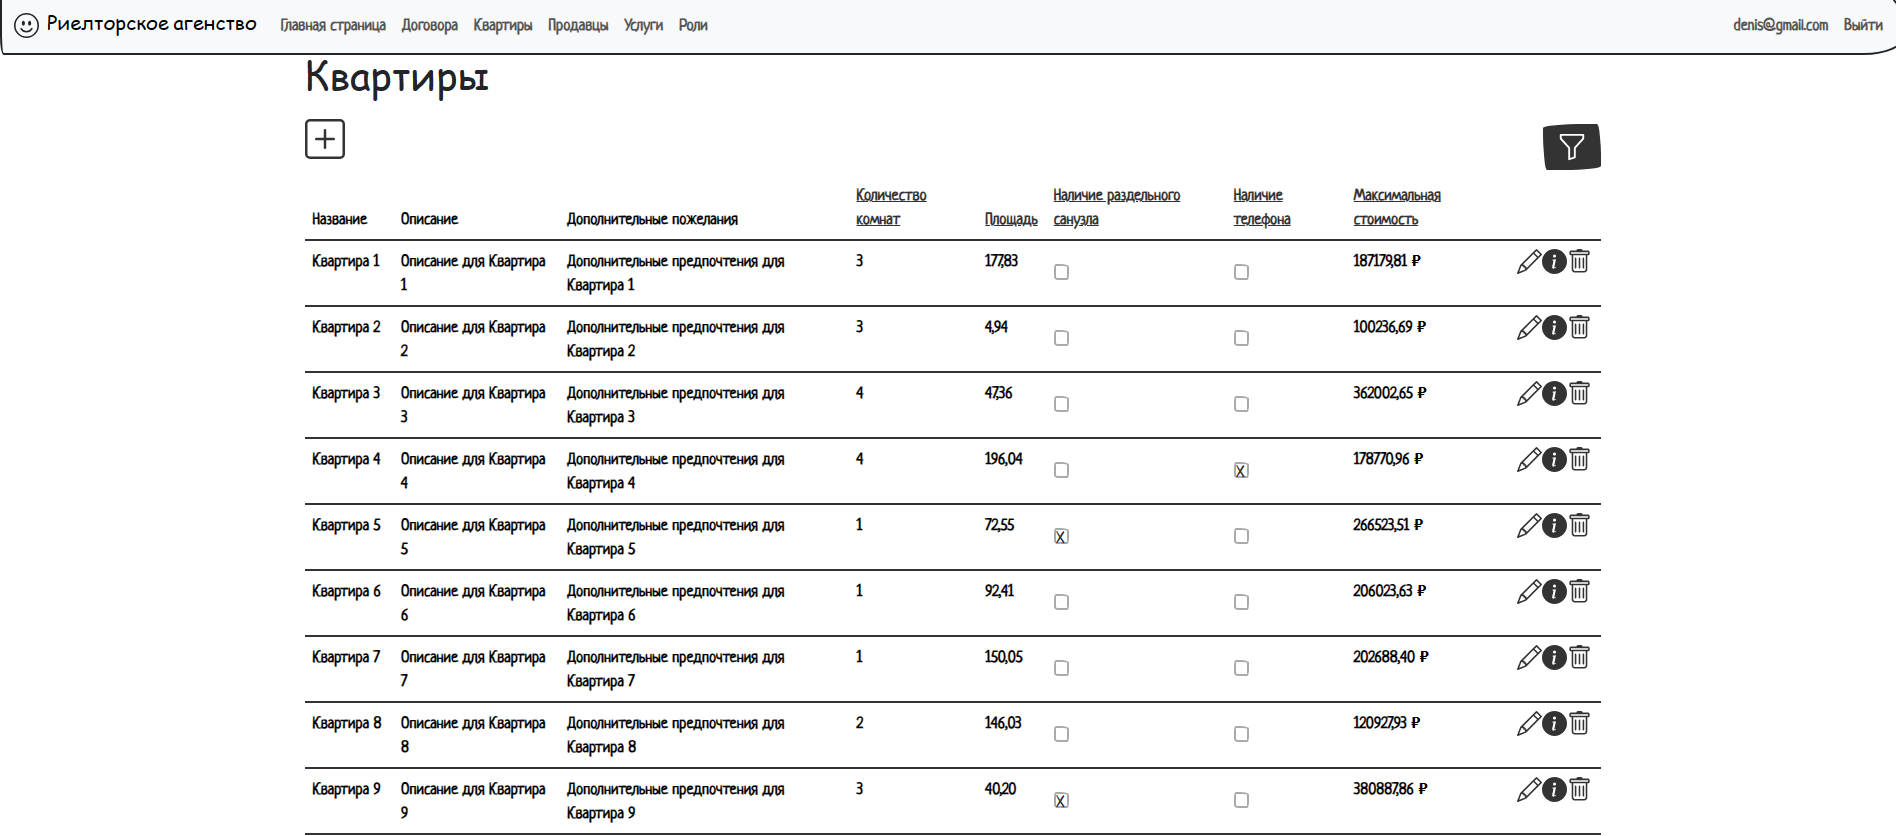 Риелторское агенство Главная страница Договора Квартиры Продавцы Услуги Роли denis@gmail.com Выйти
Квартиры
Название Описание Дополнительные пожелания Количество комнат Площадь Наличие раздельного санузла Наличие телефона Максимальная стоимость
Квартира 1 Описание для Квартира 3 177,83 187179,81 ₽
1 Дополнительные предпочтения для Квартира 1
Квартира 2 Описание для Квартира 2 Дополнительные предпочтения для Квартира 2 3 4,94 100236,69 ₽
Квартира 3 Описание для Квартира 3 Дополнительные предпочтения для Квартира 3 4 47,36 362002,65 ₽
Квартира 4 Описание для Квартира 4 Дополнительные предпочтения для Квартира 4 4 196,04 X 178770,96 ₽
Квартира 5 Описание для Квартира 5 Дополнительные предпочтения для Квартира 5 1 72,55 X 266523,51 ₽
Квартира 6 Описание для Квартира 6 Дополнительные предпочтения для Квартира 6 1 92,41 206023,63 ₽
Квартира 7 Описание для Квартира 7 Дополнительные предпочтения для Квартира 7 1 150,05 202688,40 ₽
Квартира 8 Описание для Квартира 8 Дополнительные предпочтения для Квартира 8 2 146,03 120927,93 ₽
Квартира 9 Описание для Квартира 9 Дополнительные предпочтения для Квартира 9 3 40,20 X 380887,86 ₽